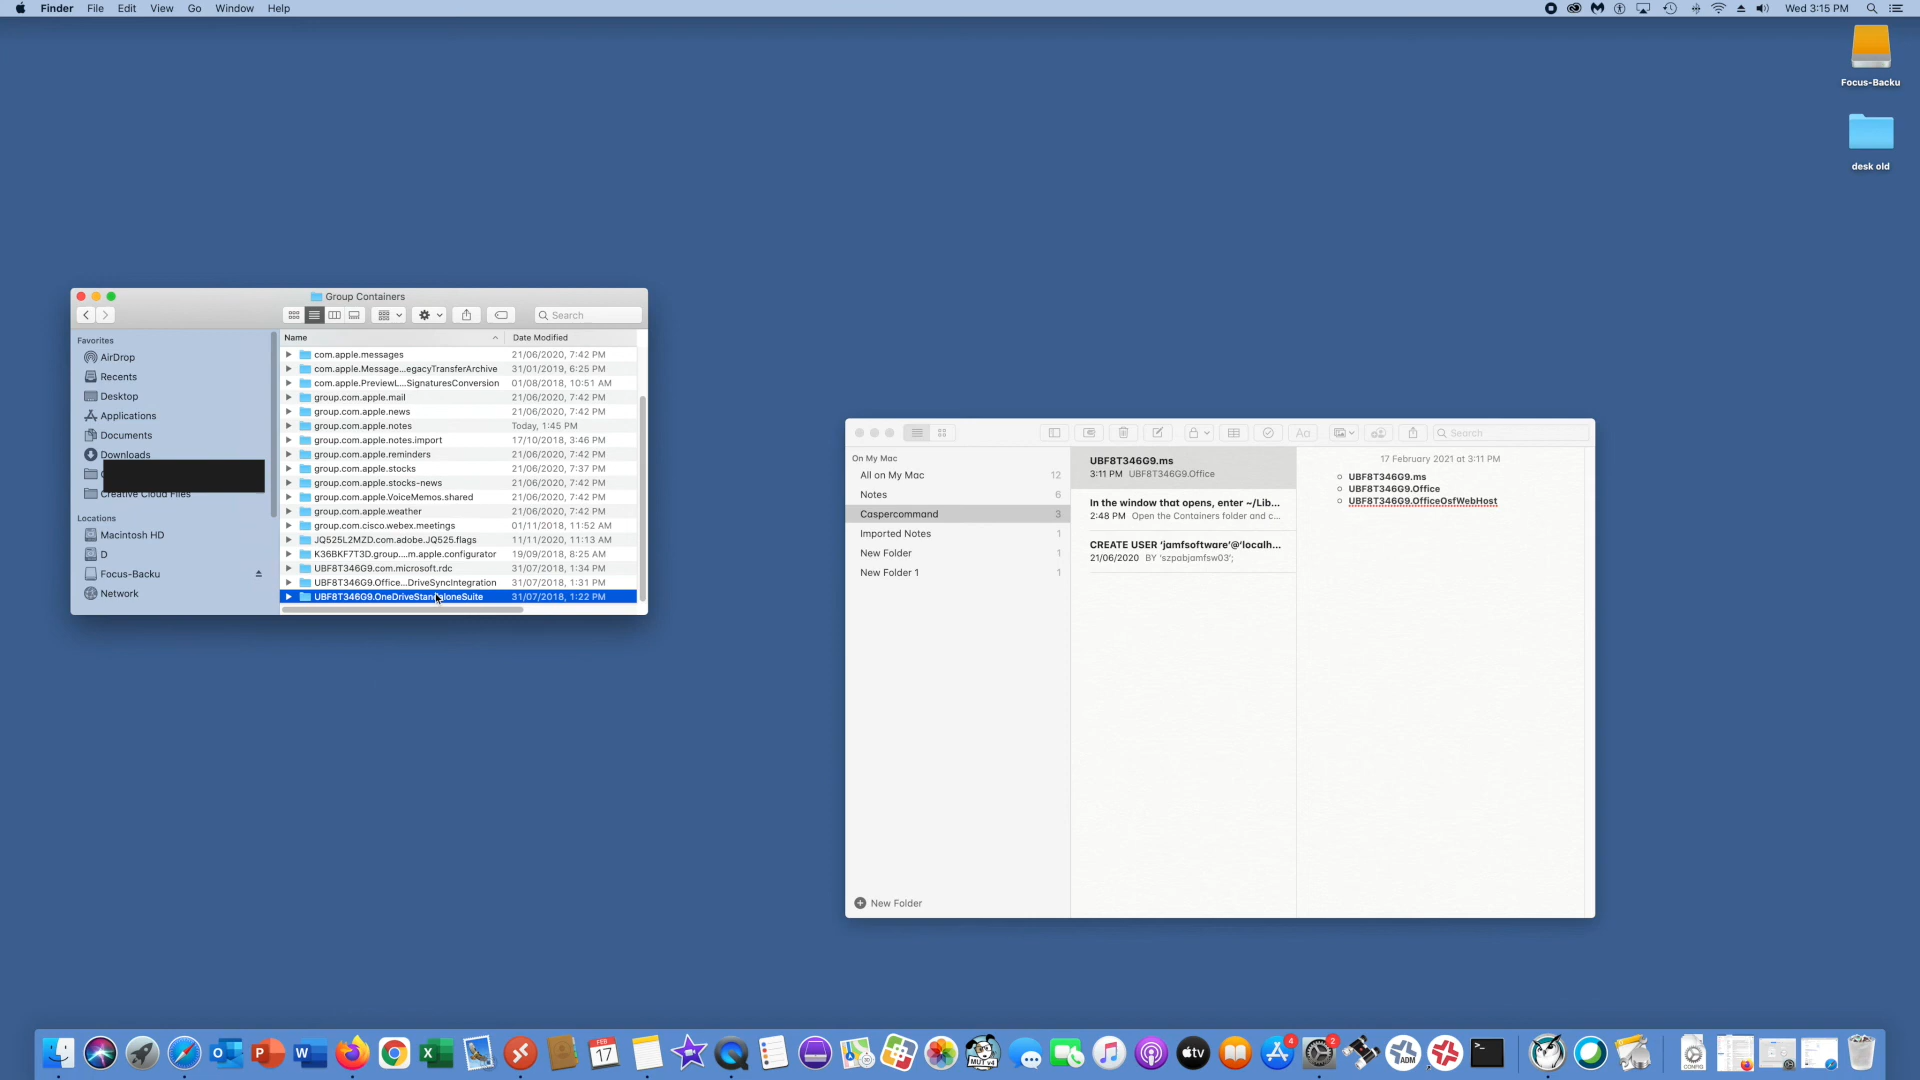 Finder File Edit View Go Window Help
Wed 3:15 PM
Focus-Backu
desk old
Group Containers
Search
Favorites
AirDrop
Recents
Desktop
Applications
Documents
Downloads
Creative Cloud Files
Locations
Macintosh HD
D
Focus-Backu
Network
Name Date Modified
com.apple.messages 21/06/2020, 7:42 PM
com.apple.Message...egacyTransferArchive 31/01/2019, 6:25 PM
com.apple.PreviewL...SignaturesConversion 01/08/2018, 10:51 AM
group.com.apple.mail 21/06/2020, 7:42 PM
group.com.apple.news 21/06/2020, 7:42 PM
group.com.apple.notes Today, 1:45 PM
group.com.apple.notes.import 17/10/2018, 3:46 PM
group.com.apple.reminders 21/06/2020, 7:42 PM
group.com.apple.stocks 21/06/2020, 7:37 PM
group.com.apple.stocks-news 21/06/2020, 7:42 PM
group.com.apple.VoiceMemos.shared 21/06/2020, 7:42 PM
group.com.apple.weather 21/06/2020, 7:42 PM
group.com.cisco.webex.meetings 01/11/2018, 11:52 AM
JQ525L2MZD.com.adobe.JQ525.flags 11/11/2020, 11:13 AM
K36BKF7T3D.group....m.apple.configurator 19/09/2018, 8:25 AM
UBF8T346G9.com.microsoft.rdc 31/07/2018, 1:34 PM
UBF8T346G9.Office...DriveSyncIntegration 31/07/2018, 1:31 PM
UBF8T346G9.OneDriveStandaloneSuite 31/07/2018, 1:22 PM
Aa
Search
On My Mac
All on My Mac 12
Notes 6
Caspercommand 3
Imported Notes 1
New Folder 1
New Folder 1 1
New Folder
UBF8T346G9.ms
3:11 PM UBF8T346G9.Office
In the window that opens, enter ~/Lib...
2:48 PM Open the Containers folder and c...
CREATE USER 'jamfsoftware'@'localh...
21/06/2020 BY 'szpabjamfsw03';
17 February 2021 at 3:11 PM
UBF8T346G9.ms
UBF8T346G9.Office
UBF8T346G9.OfficeOsfWebHost
FEB
17
MUT v4
tv
4
2
ADM
CONFIG